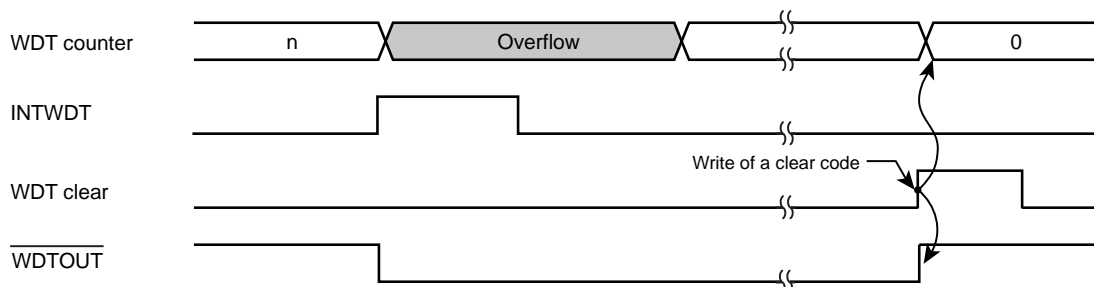 WDT counter
n
Overflow
0
INTWDT
Write of a clear code
WDT clear
WDTOUT